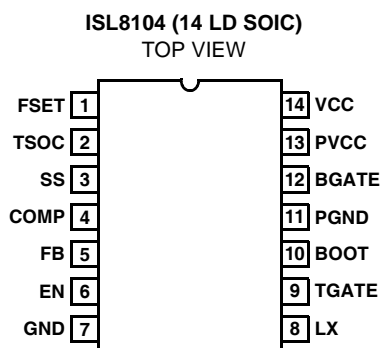 ISL8104 (14 LD SOIC)
TOP VIEW
FSET 1 14 VCC
TSOC 2 13 PVCC
SS 3 12 BGATE
COMP 4 11 PGND
FB 5 10 BOOT
EN 6 9 TGATE
GND 7 8 LX